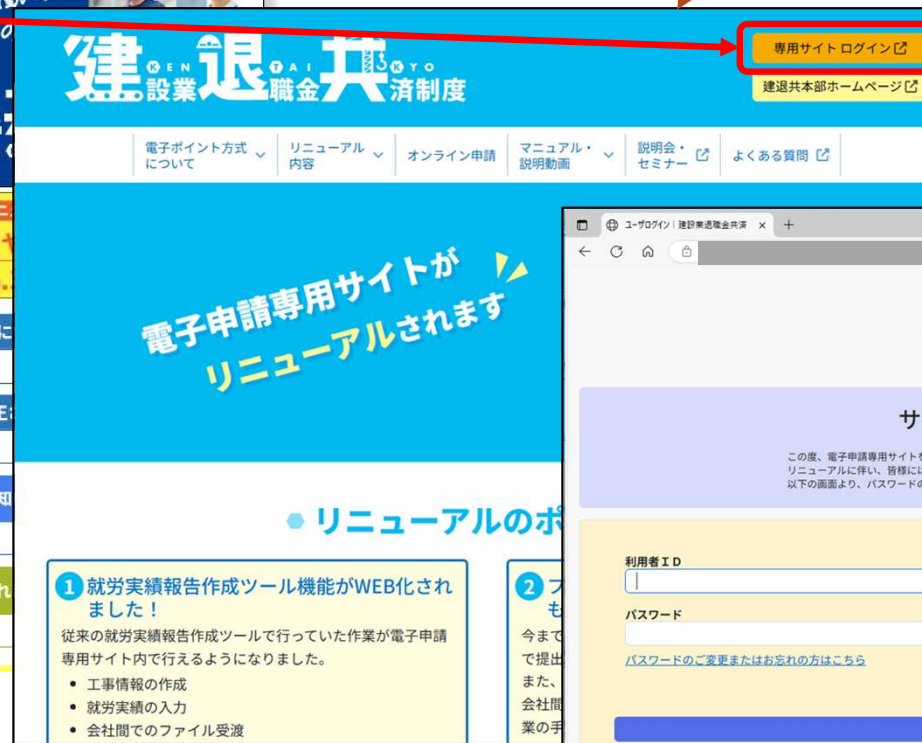 専用サイト ログイン
建退共本部ホームページ
建設業退職金共済制度
KEN TAI KYO
電子ポイント方式
について
リニューアル
内容
オンライン申請
マニュアル・
説明動画
説明会・
セミナー
よくある質問
電子申請専用サイトが
リニューアルされます
リニューアルのポ
1 就労実績報告作成ツール機能がWEB化され
ました!
従来の就労実績報告作成ツールで行っていた作業が電子申請
専用サイト内で行えるようになりました。
• 工事情報の作成
• 就労実績の入力
• 会社間でのファイル受渡
2 フ
も
今まで
で提出
また、
会社間
業の手
ユーザログイン | 建設業退職金共済
サ
この度、電子申請専用サイトを
リニューアルに伴い、皆様には
以下の画面より、パスワードの
利用者ID
パスワード
パスワードのご変更またはお忘れの方はこちら